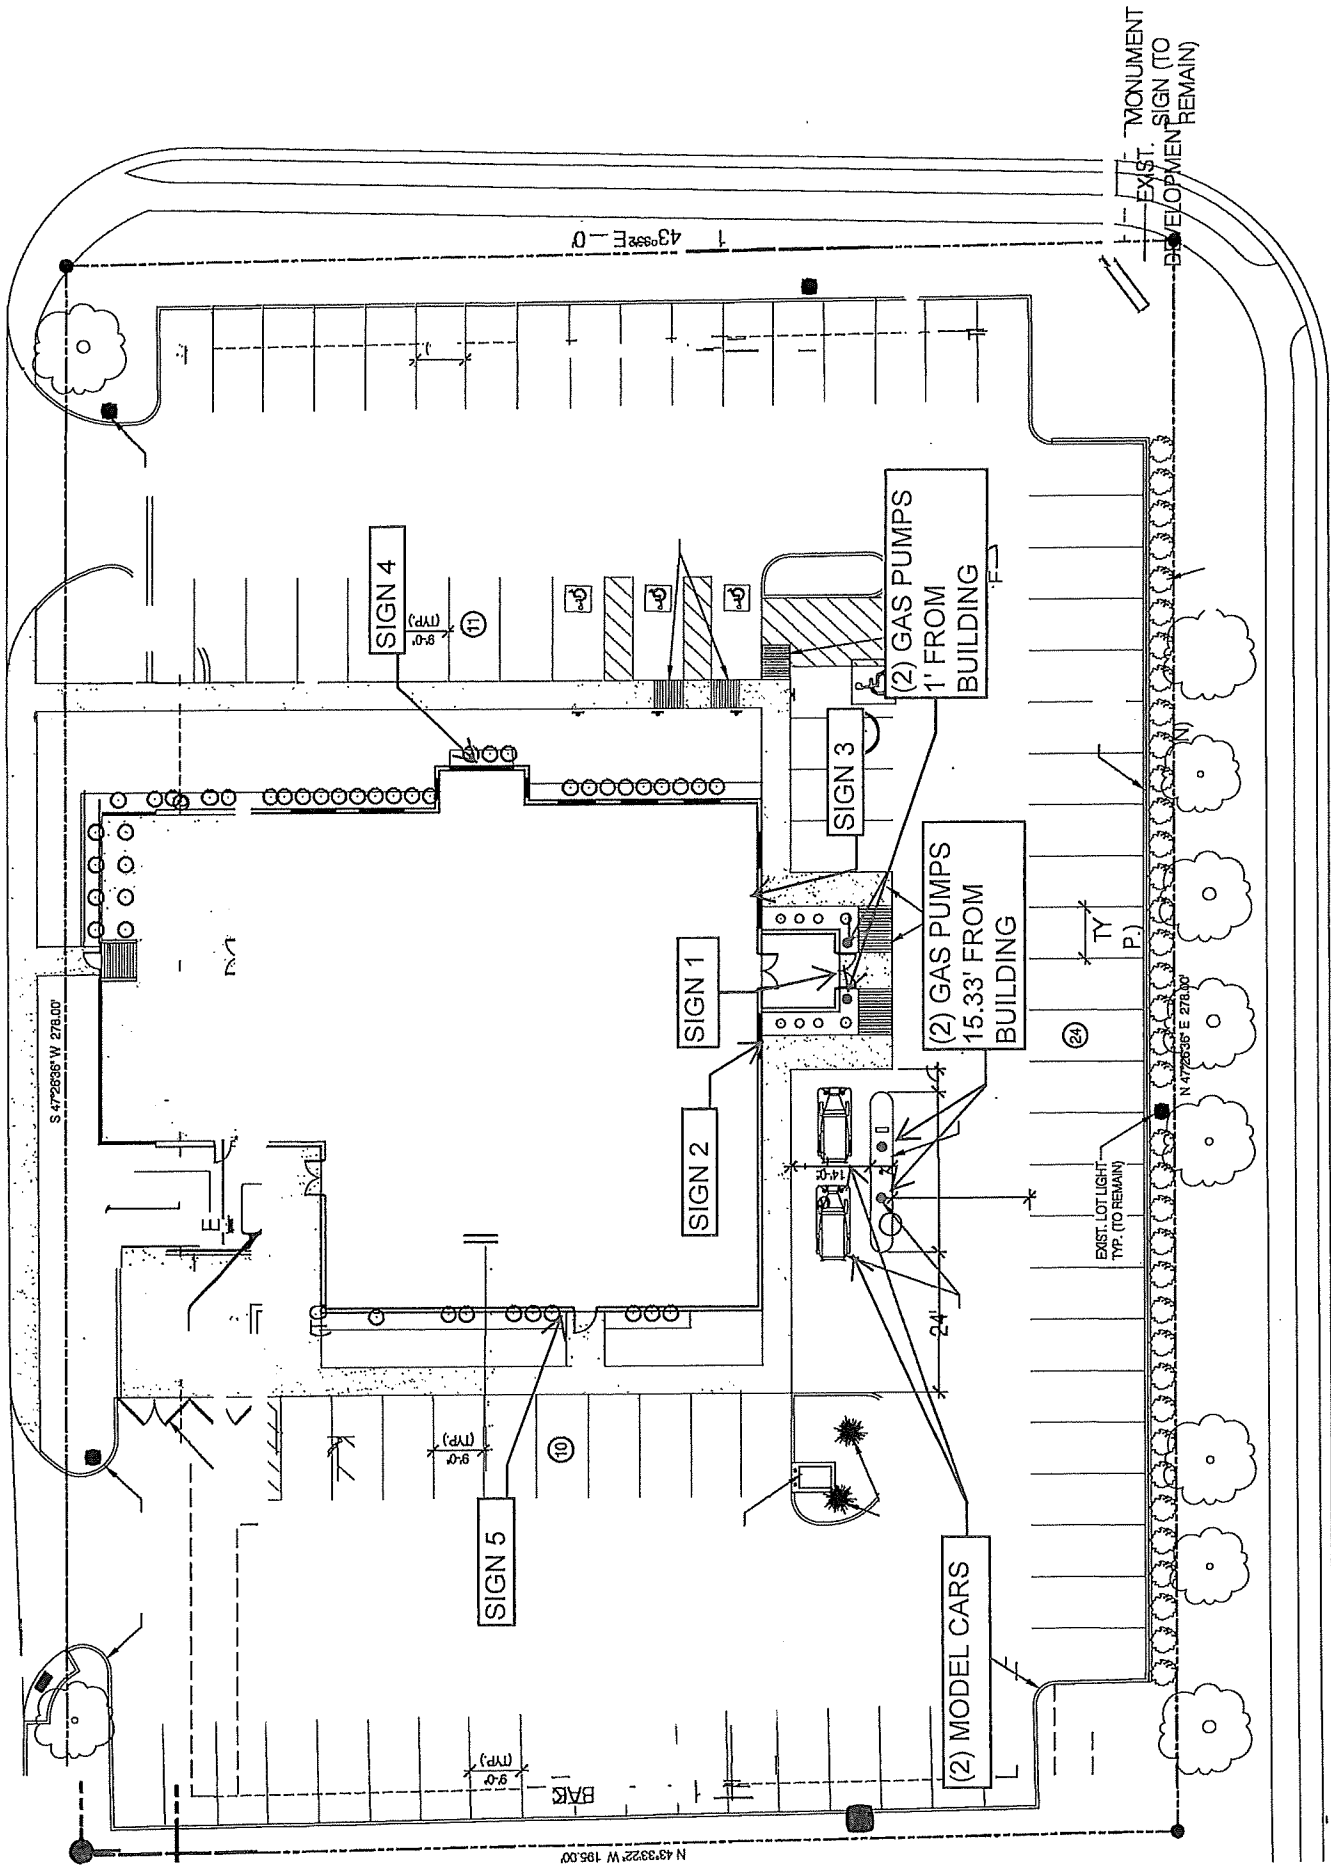 EXIST.
MONUMENT
SIGN (TO
REMAIN)
DEVELOPMENT
SIGN 4
9'-0"
(TYP.)
11
(2) GAS PUMPS
1' FROM
BUILDING
SIGN 3
(2) GAS PUMPS
15.33' FROM
BUILDING
SIGN 1
SIGN 2
S 47°26'36" W 278.00'
TY
P.)
24
N 47°26'36" E 278.00'
EXIST. LOT LIGHT
TYP. (TO REMAIN)
14'-0"
24'
E
9'-0"
(TYP.)
10
SIGN 5
(2) MODEL CARS
9'-0"
(TYP.)
N 43°33'22" W 195.00'